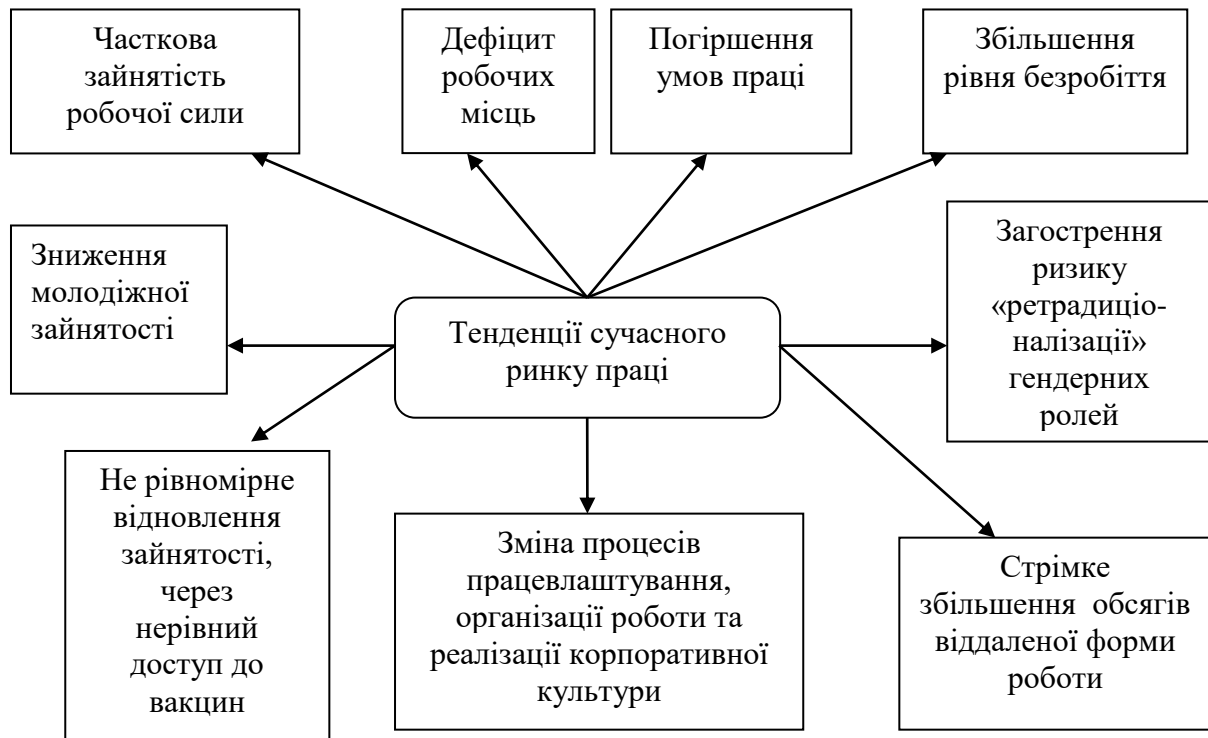 Часткова
зайнятість
робочої сили
Дефіцит
робочих
місць
Погіршення
умов праці
Збільшення
рівня безробіття
Зниження
молодіжної
зайнятості
Тенденції сучасного
ринку праці
Загострення
ризику
«ретрадиціо-
налізації»
гендерних
ролей
Не рівномірне
відновлення
зайнятості,
через
нерівний
доступ до
вакцин
Зміна процесів
працевлаштування,
організації роботи та
реалізації корпоративної
культури
Стрімке
збільшення обсягів
віддаленої форми
роботи